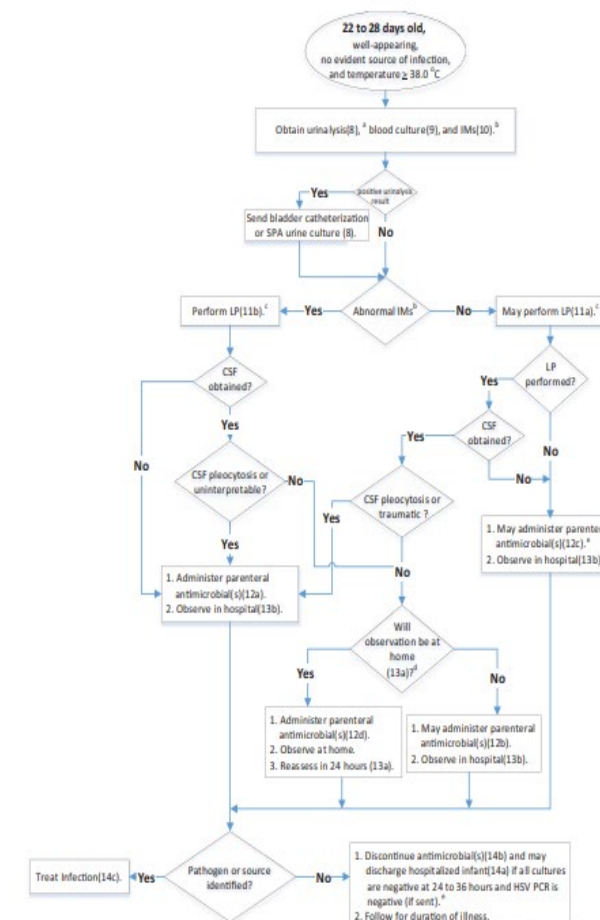 22 to 28 days old,
well-appearing,
no evident source of infection,
and temperature ≥ 38.0 °C
Obtain urinalysis(8), a blood culture(9), and IMs(10).b
positive urinalysis
result
Yes
No
Send bladder catheterization
or SPA urine culture (8).
Perform LP(11b).c
Yes
Abnormal IMsb
No
May perform LP(11a).c
CSF
obtained?
LP
performed?
Yes
Yes
CSF
obtained?
No
Yes
No
No
CSF pleocytosis or
uninterpretable?
No
CSF pleocytosis or
traumatic ?
Yes
Yes
1. May administer parente
antimicrobial(s)(12c).e
2. Observe in hospital(13b)
No
1. Administer parenteral
antimicrobial(s)(12a).
2. Observe in hospital(13b).
Will
observation be at
home
(13a)?d
Yes
No
1. Administer parenteral
antimicrobial(s)(12d).
2. Observe at home.
3. Reassess in 24 hours (13a).
1. May administer parenteral
antimicrobial(s)(12b).
2. Observe in hospital(13b).
Treat Infection(14c).
Yes
Pathogen or source
identified?
No
1. Discontinue antimicrobial(s)(14b) and may
discharge hospitalized infant(14a) if all cultures
are negative at 24 to 36 hours and HSV PCR is
negative (if sent).e
2. Follow for duration of illness.